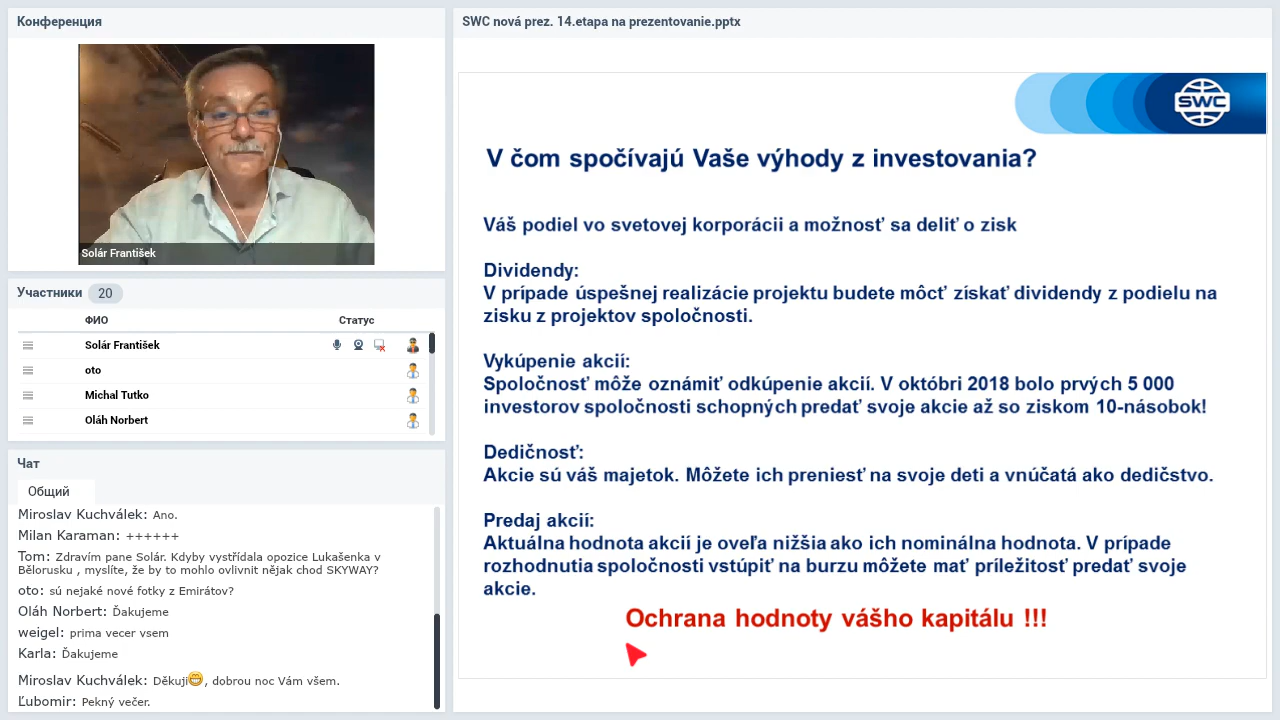 Конференция
Solár František
Участники 20
ФИО Статус
Solár František
oto
Michal Tutko
Oláh Norbert
Чат
Общий
Miroslav Kuchválek: Ano.
Milan Karaman: ++++++
Tom: Zdravím pane Solár. Kdyby vystřídala opozice Lukašenka v
Bělorusku , myslíte, že by to mohlo ovlivnit nějak chod SKYWAY?
oto: sú nejaké nové fotky z Emirátov?
Oláh Norbert: Ďakujeme
weigel: prima vecer vsem
Karla: Ďakujeme
Miroslav Kuchválek: Děkuji😁, dobrou noc Vám všem.
Ľubomir: Pekný večer.
SWC nová prez. 14.etapa na prezentovanie.pptx
SWC
V čom spočívajú Vaše výhody z investovania?
Váš podiel vo svetovej korporácii a možnosť sa deliť o zisk
Dividendy:
V prípade úspešnej realizácie projektu budete môcť získať dividendy z podielu na
zisku z projektov spoločnosti.
Vykúpenie akcií:
Spoločnosť môže oznámiť odkúpenie akcií. V októbri 2018 bolo prvých 5 000
investorov spoločnosti schopných predať svoje akcie až so ziskom 10-násobok!
Dedičnosť:
Akcie sú váš majetok. Môžete ich preniesť na svoje deti a vnúčatá ako dedičstvo.
Predaj akcií:
Aktuálna hodnota akcií je oveľa nižšia ako ich nominálna hodnota. V prípade
rozhodnutia spoločnosti vstúpiť na burzu môžete mať príležitosť predať svoje
akcie.
Ochrana hodnoty vášho kapitálu !!!